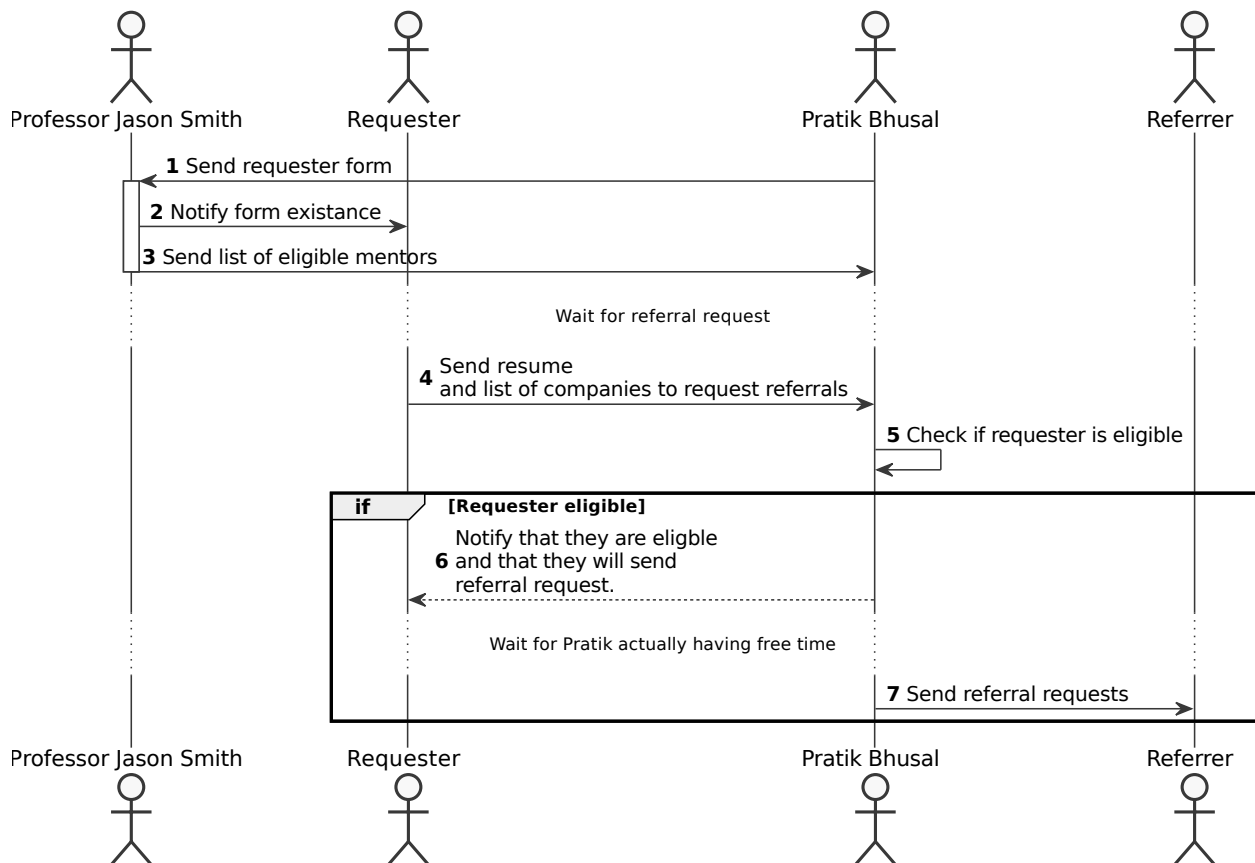 Professor Jason Smith
Requester
Pratik Bhusal
Referrer
1 Send requester form
2 Notify form existance
3 Send list of eligible mentors
Wait for referral request
4 Send resume
and list of companies to request referrals
5 Check if requester is eligible
if [Requester eligible]
Notify that they are eligble
6 and that they will send
referral request.
Wait for Pratik actually having free time
7 Send referral requests
Professor Jason Smith
Requester
Pratik Bhusal
Referrer